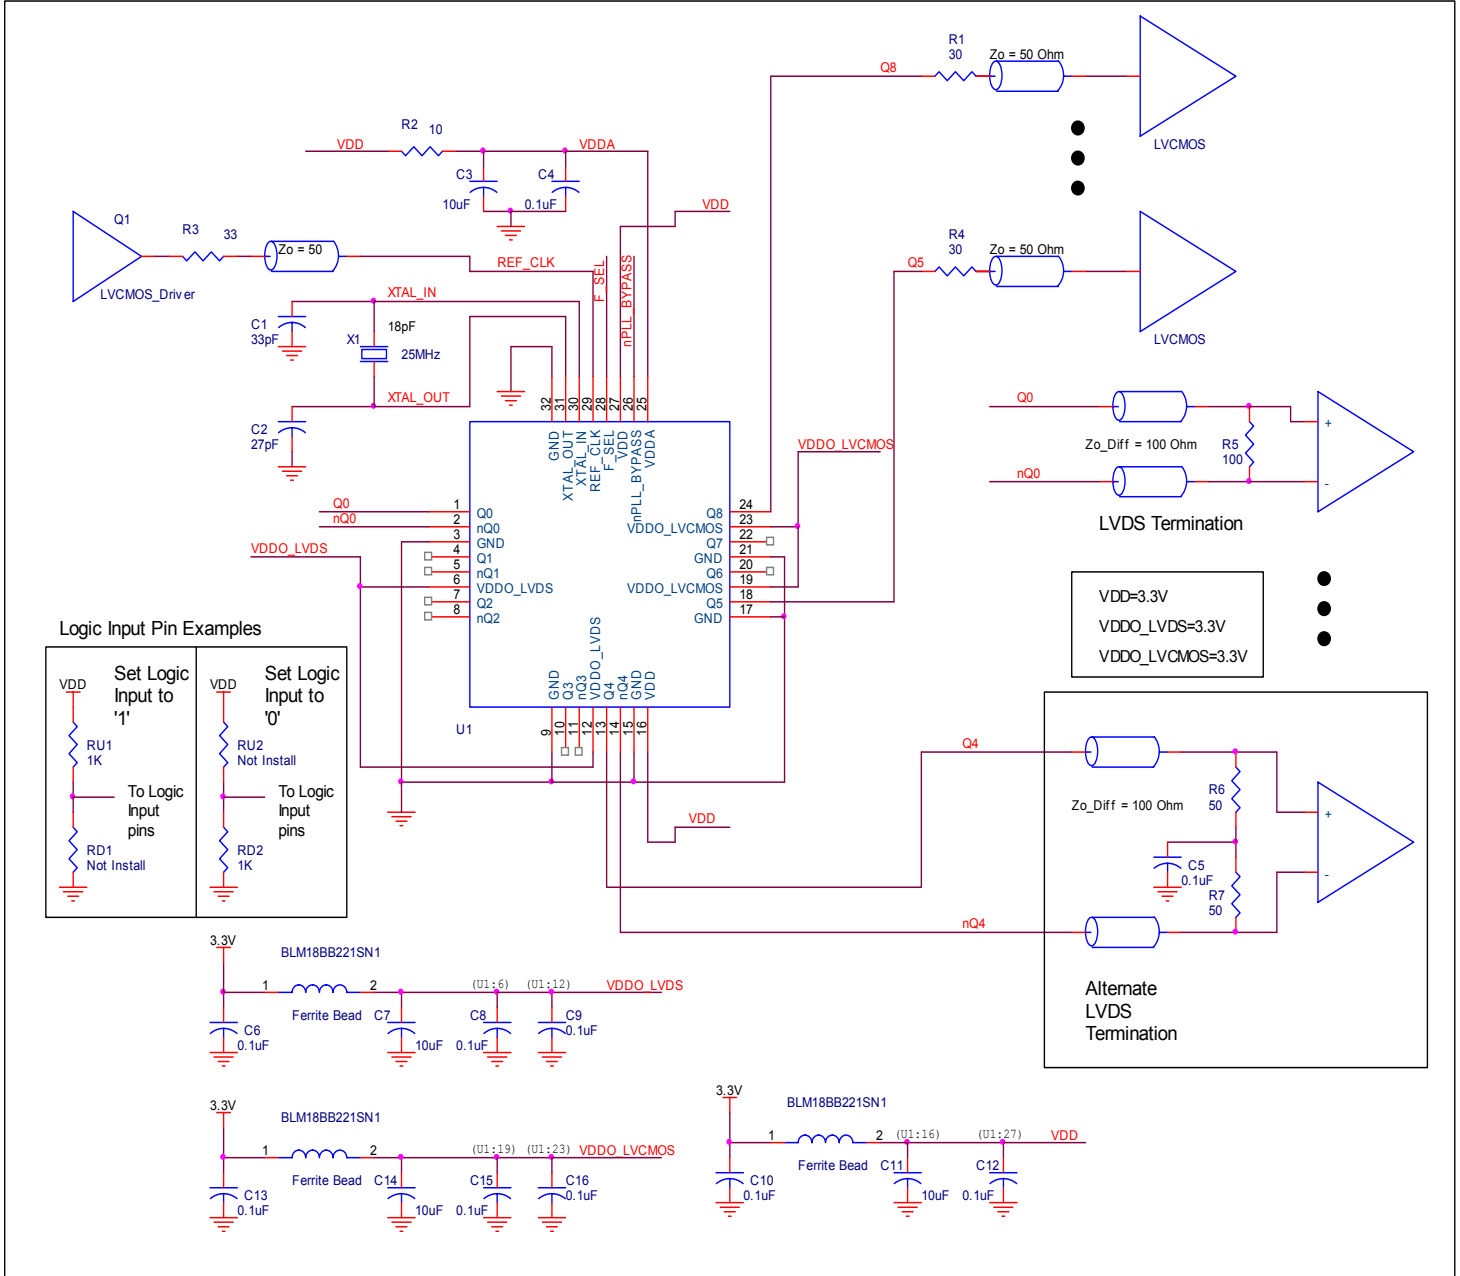 R1
30
Zo = 50 Ohm
Q8
LVCMOS
R2
10
VDD
VDDA
C3
10uF
C4
0.1uF
VDD
Q1
R3
33
Zo = 50
LVCMOS_Driver
REF_CLK
F_SEL
nPLL_BYPASS
R4
30
Zo = 50 Ohm
Q5
LVCMOS
XTAL_IN
C1
33pF
18pF
X1
25MHz
XTAL_OUT
C2
27pF
32
31
30
29
28
27
26
25
GND
XTAL_OUT
XTAL_IN
REF_CLK
F_SEL
VDD
nPLL_BYPASS
VDDA
VDDO_LVCMOS
Q0
nQ0
Zo_Diff = 100 Ohm
R5
100
+
-
LVDS Termination
Q0
nQ0
VDDO_LVDS
1
2
3
4
5
6
7
8
Q0
nQ0
GND
Q1
nQ1
VDDO_LVDS
Q2
nQ2
Q8
VDDO_LVCMOS
Q7
GND
Q6
VDDO_LVCMOS
Q5
GND
24
23
22
21
20
19
18
17
VDD=3.3V
VDDO_LVDS=3.3V
VDDO_LVCMOS=3.3V
GND
Q3
nQ3
VDDO_LVDS
Q4
nQ4
GND
VDD
U1
9
10
11
12
13
14
15
16
VDD
Logic Input Pin Examples
VDD
Set Logic
Input to
'1'
RU1
1K
To Logic
Input
pins
RD1
Not Install
VDD
Set Logic
Input to
'0'
RU2
Not Install
To Logic
Input
pins
RD2
1K
Q4
nQ4
Zo_Diff = 100 Ohm
R6
50
C5
0.1uF
R7
50
+
-
Alternate
LVDS
Termination
3.3V
BLM18BB221SN1
1
2
(U1:6)
(U1:12)
VDDO_LVDS
C6
0.1uF
Ferrite Bead
C7
10uF
C8
0.1uF
C9
0.1uF
3.3V
BLM18BB221SN1
1
2
(U1:19)
(U1:23)
VDDO_LVCMOS
C13
0.1uF
Ferrite Bead
C14
10uF
C15
0.1uF
C16
0.1uF
3.3V
BLM18BB221SN1
1
2
(U1:16)
(U1:27)
VDD
C10
0.1uF
Ferrite Bead
C11
10uF
C12
0.1uF